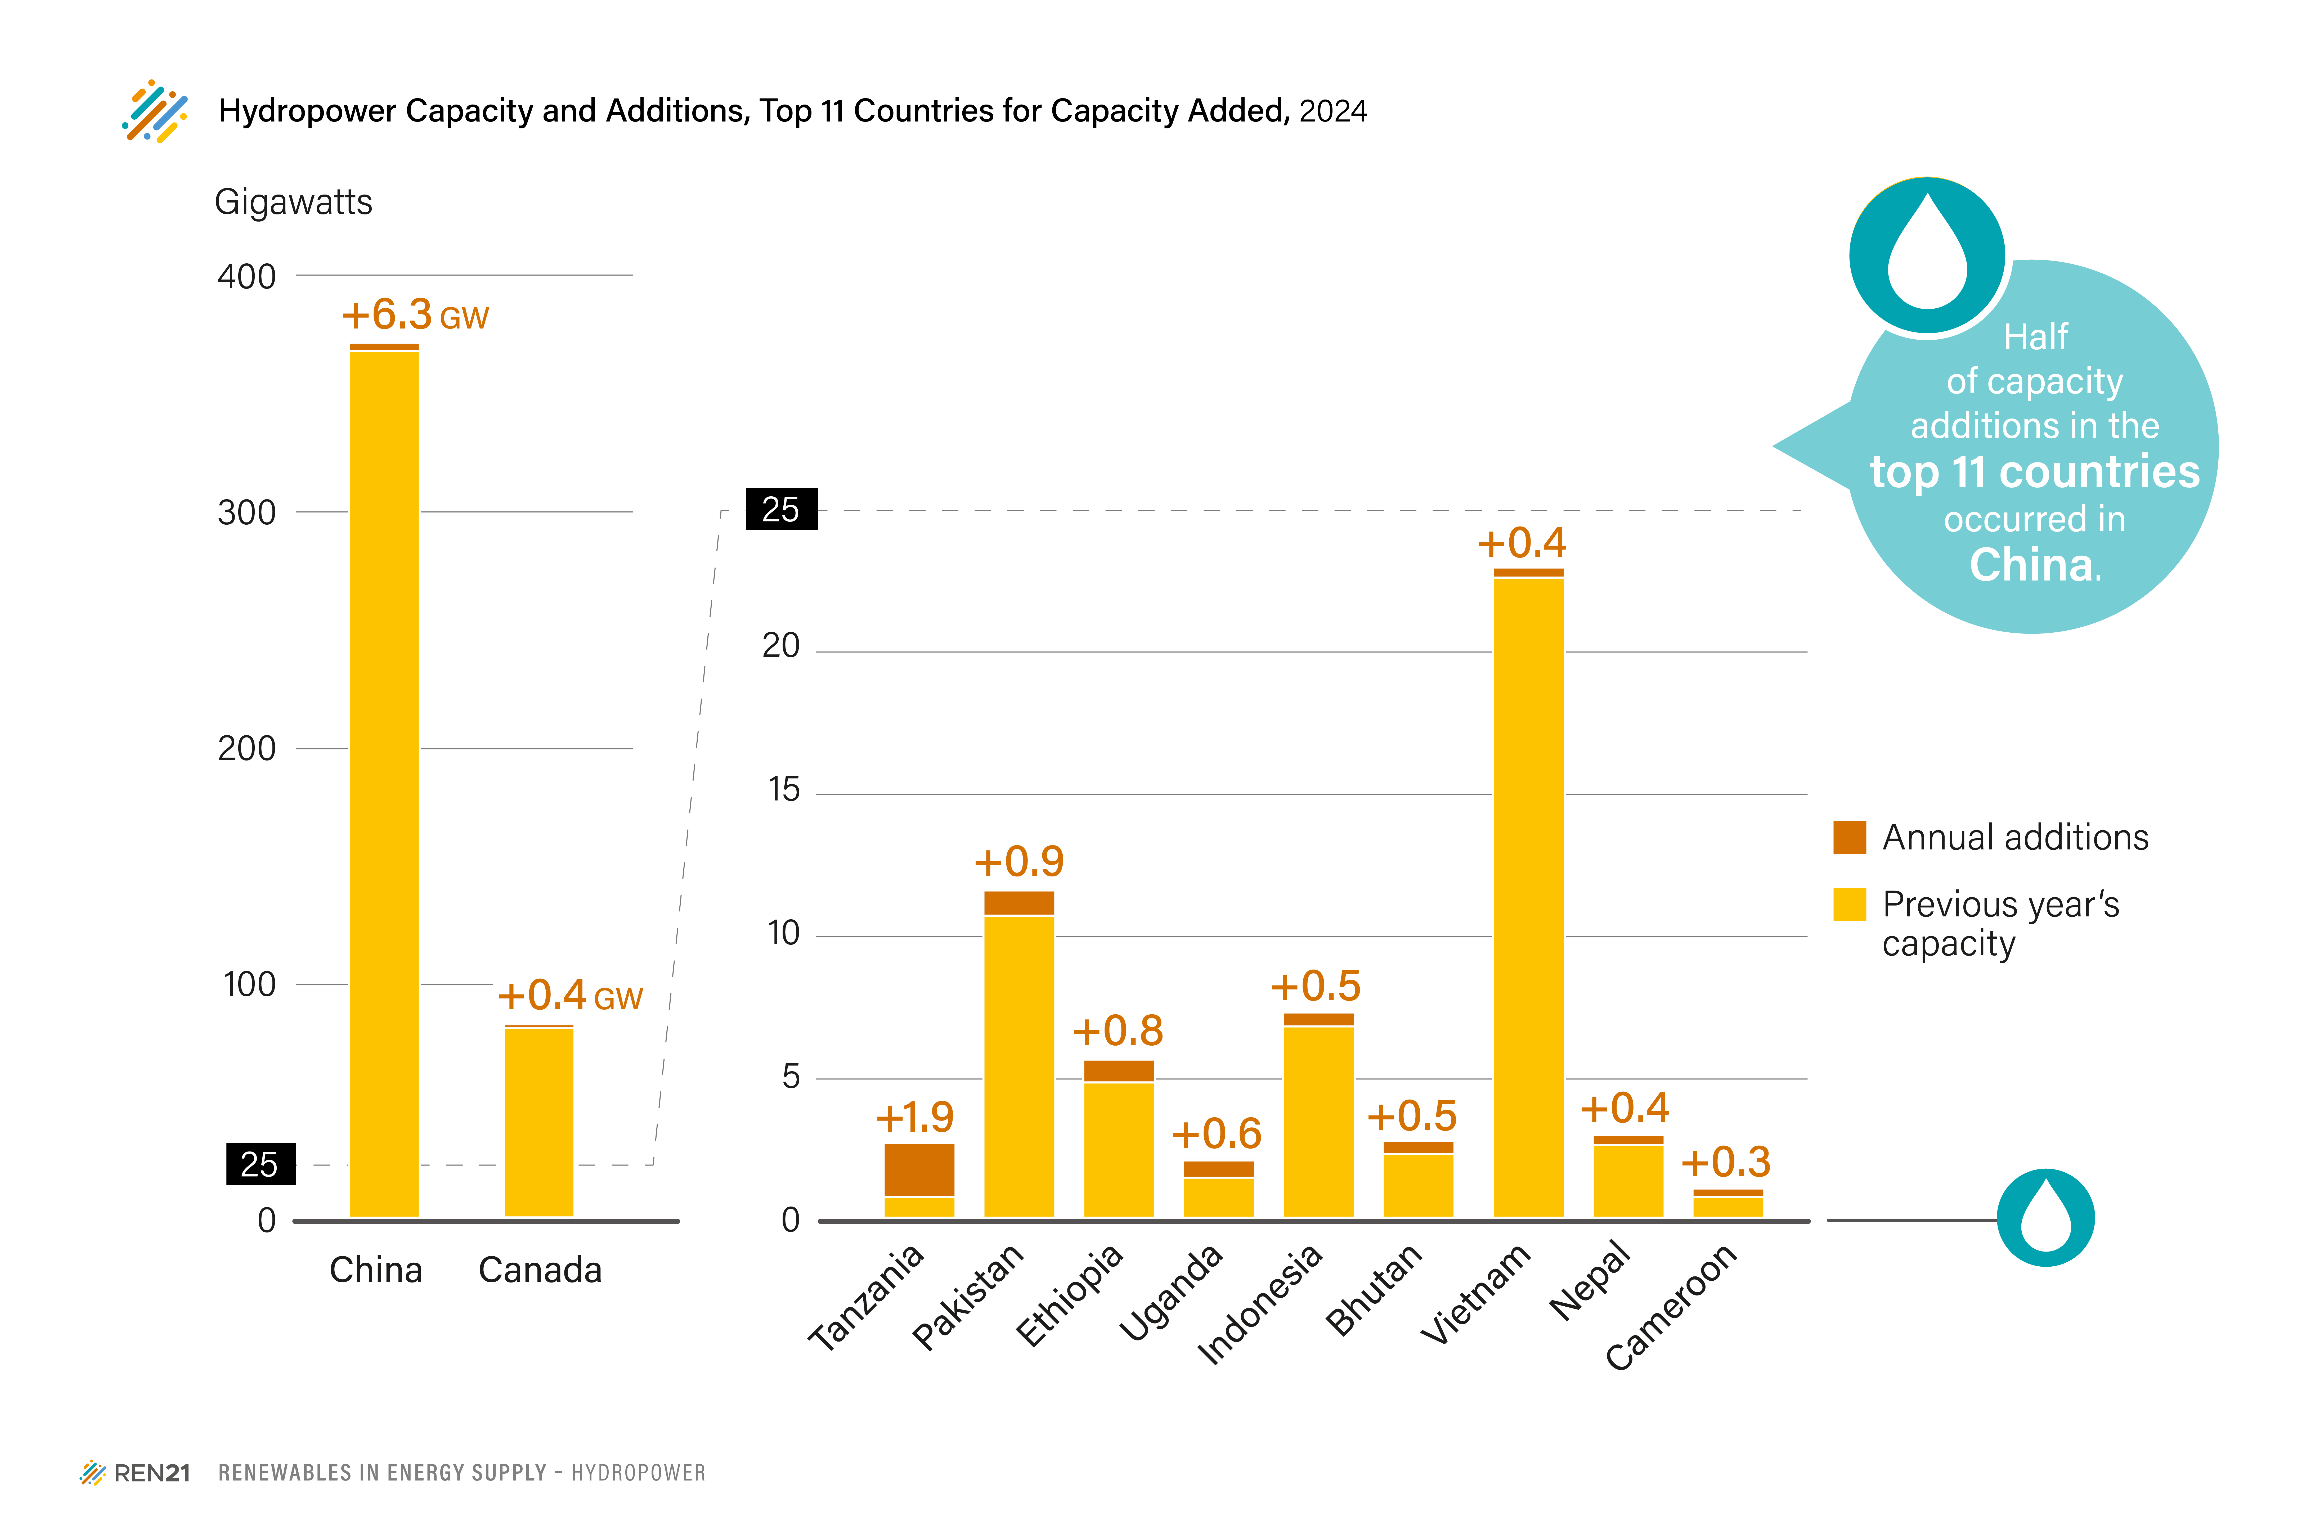 Hydropower Capacity and Additions, Top 11 Countries for Capacity Added, 2024
Gigawatts
400
300
200
100
25
0
+6.3 GW
+0.4 GW
China
Canada
25
20
15
10
5
0
+1.9
+0.9
+0.8
+0.6
+0.5
+0.5
+0.4
+0.4
+0.3
Tanzania
Pakistan
Ethiopia
Uganda
Indonesia
Bhutan
Vietnam
Nepal
Cameroon
Half
of capacity
additions in the
top 11 countries
occurred in
China.
Annual additions
Previous year‘s
capacity
REN21 RENEWABLES IN ENERGY SUPPLY – HYDROPOWER